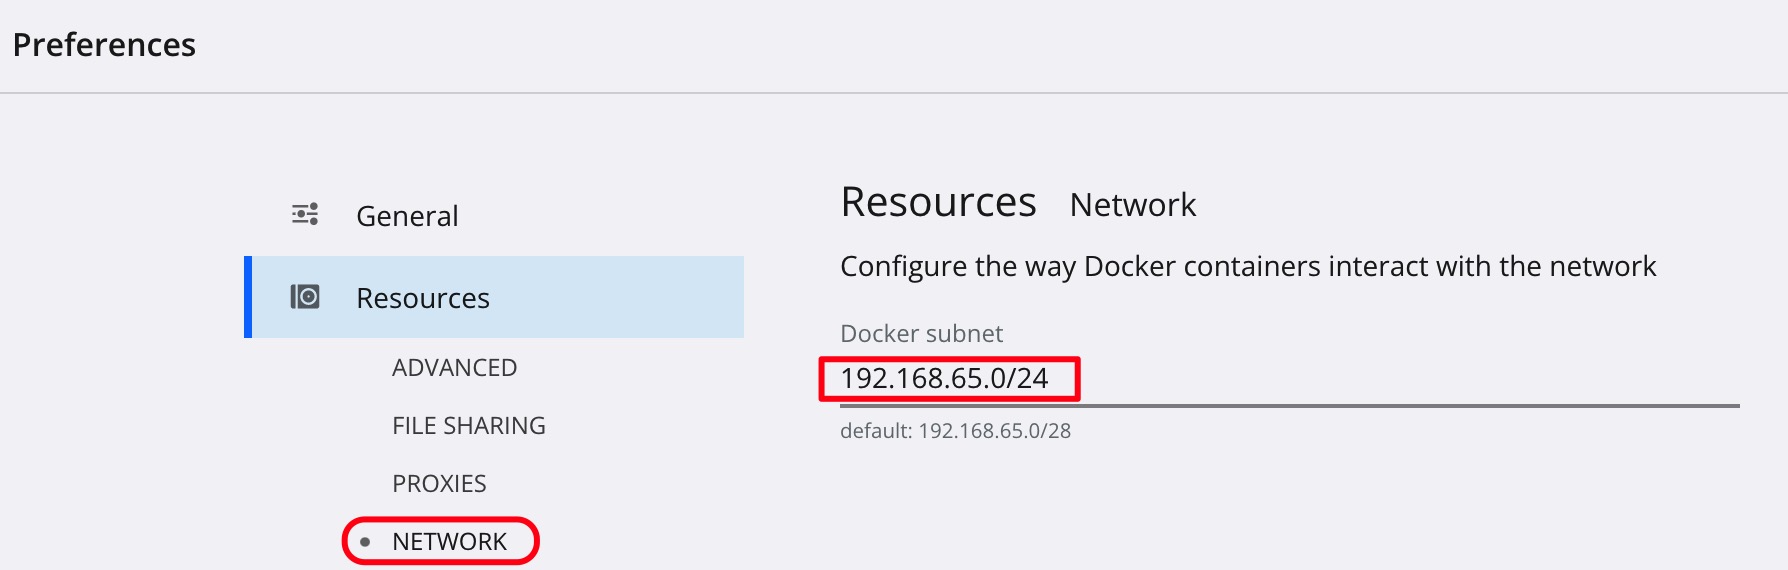 Preferences
General
Resources
ADVANCED
FILE SHARING
PROXIES
NETWORK
Resources Network
Configure the way Docker containers interact with the network
Docker subnet
192.168.65.0/24
default: 192.168.65.0/28